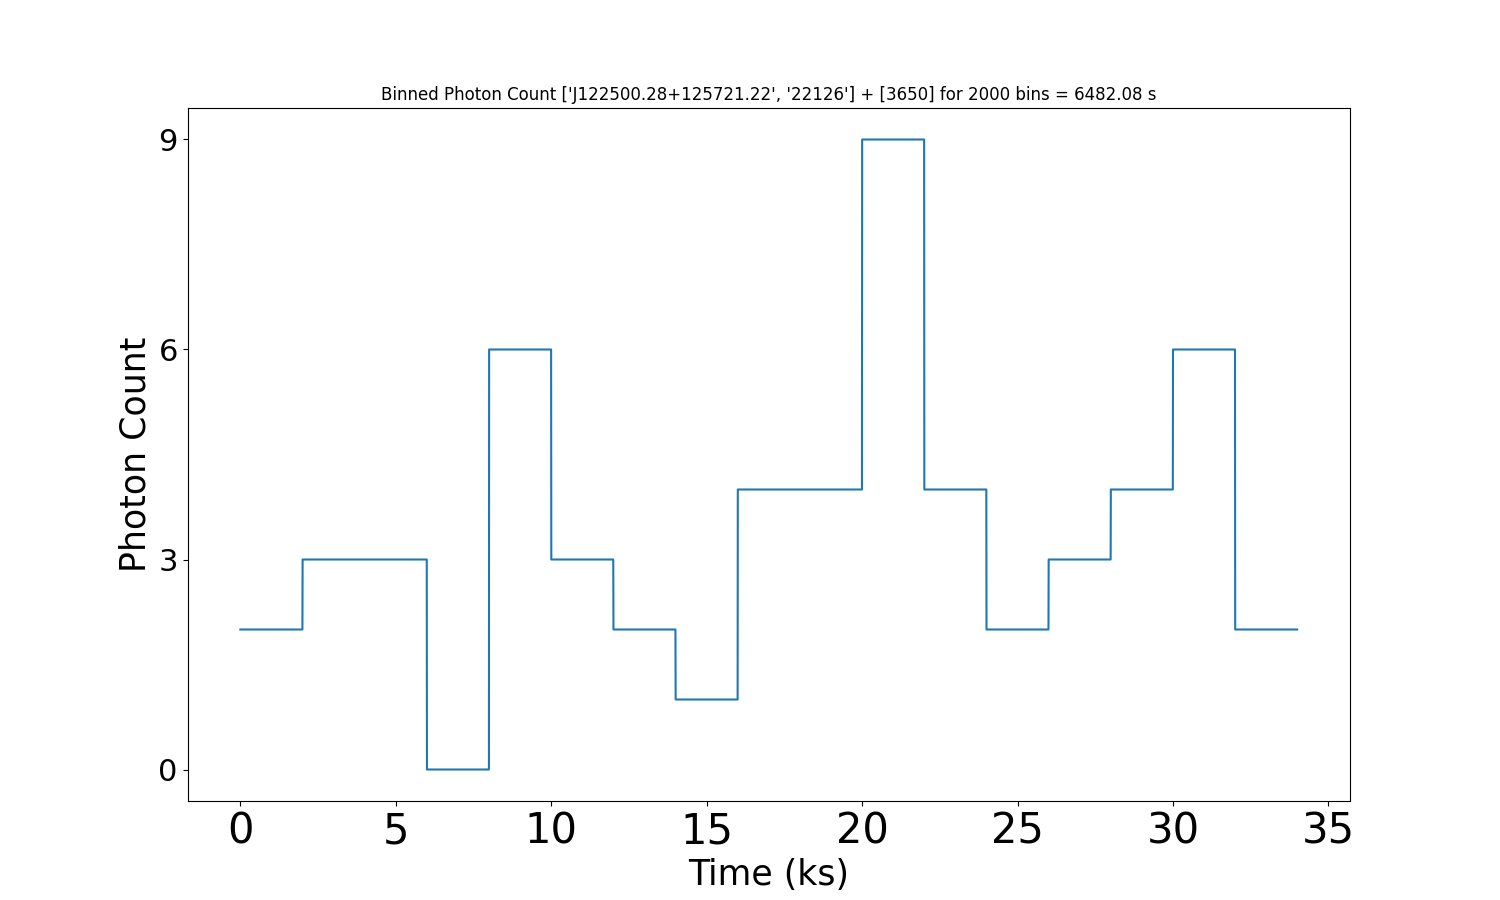 Binned Photon Count ['J122500.28+125721.22', '22126'] + [3650] for 2000 bins = 6482.08 s
9
6
3
0
Photon Count
0 5 10 15 20 25 30 35
Time (ks)